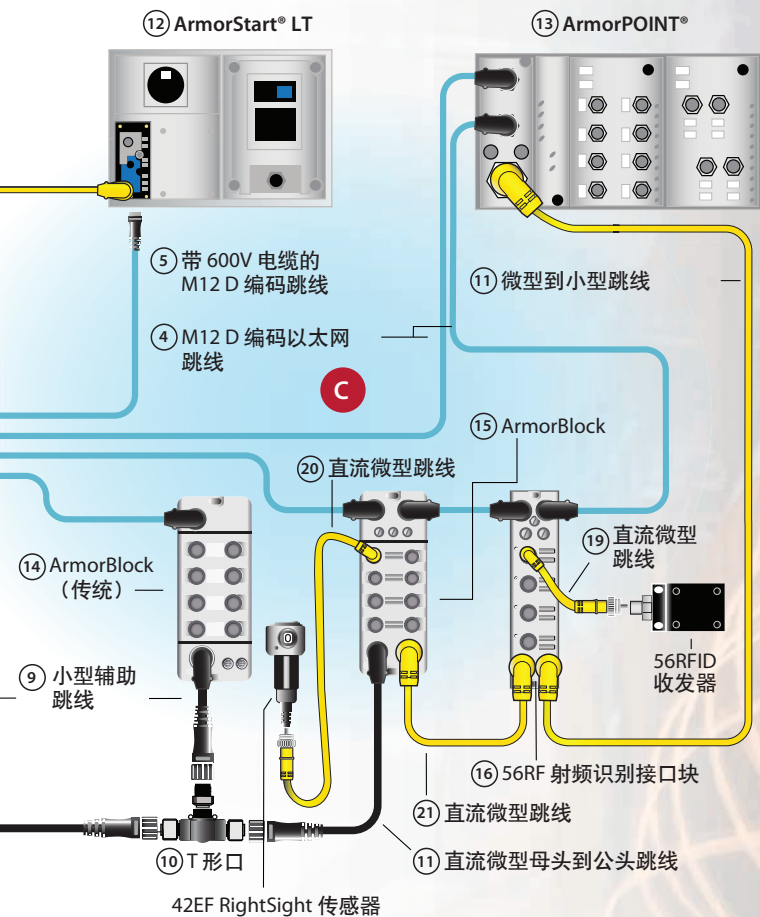 12 ArmorStart® LT
13 ArmorPOINT®
5 带 600V 电缆的
M12 D 编码跳线
11 微型到小型跳线
4 M12 D 编码以太网
跳线
C
15 ArmorBlock
20 直流微型跳线
19 直流微型
跳线
14 ArmorBlock
（传统）
56RFID
收发器
9 小型辅助
跳线
16 56RF 射频识别接口块
21 直流微型跳线
10 T 形口
11 直流微型母头到公头跳线
42EF RightSight 传感器